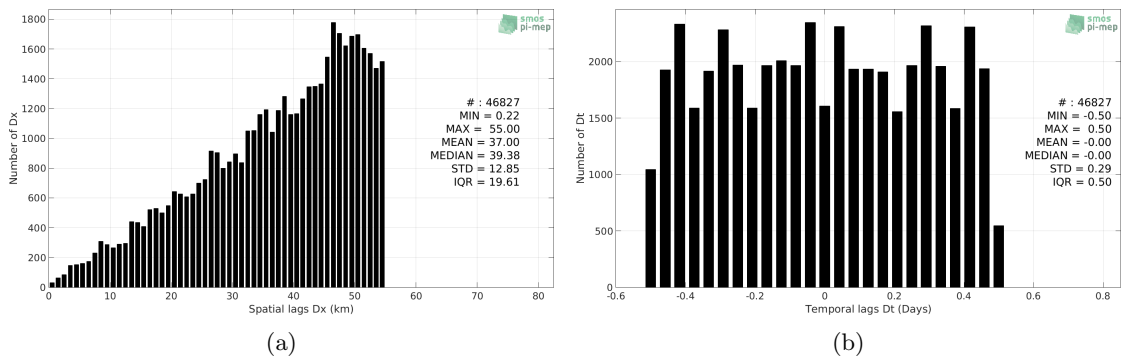 1800
1600
1400
1200
1000
800
600
400
200
0
Number of Dx
0 10 20 30 40 50 60 70 80
Spatial lags Dx (km)
smos
pi-mep
# : 46827
MIN = 0.22
MAX = 55.00
MEAN = 37.00
MEDIAN = 39.38
STD = 12.85
IQR = 19.61
(a)
2000
1500
1000
500
0
Number of Dt
-0.6 -0.4 -0.2 0 0.2 0.4 0.6 0.8
Temporal lags Dt (Days)
smos
pi-mep
# : 46827
MIN = -0.50
MAX = 0.50
MEAN = -0.00
MEDIAN = -0.00
STD = 0.29
IQR = 0.50
(b)